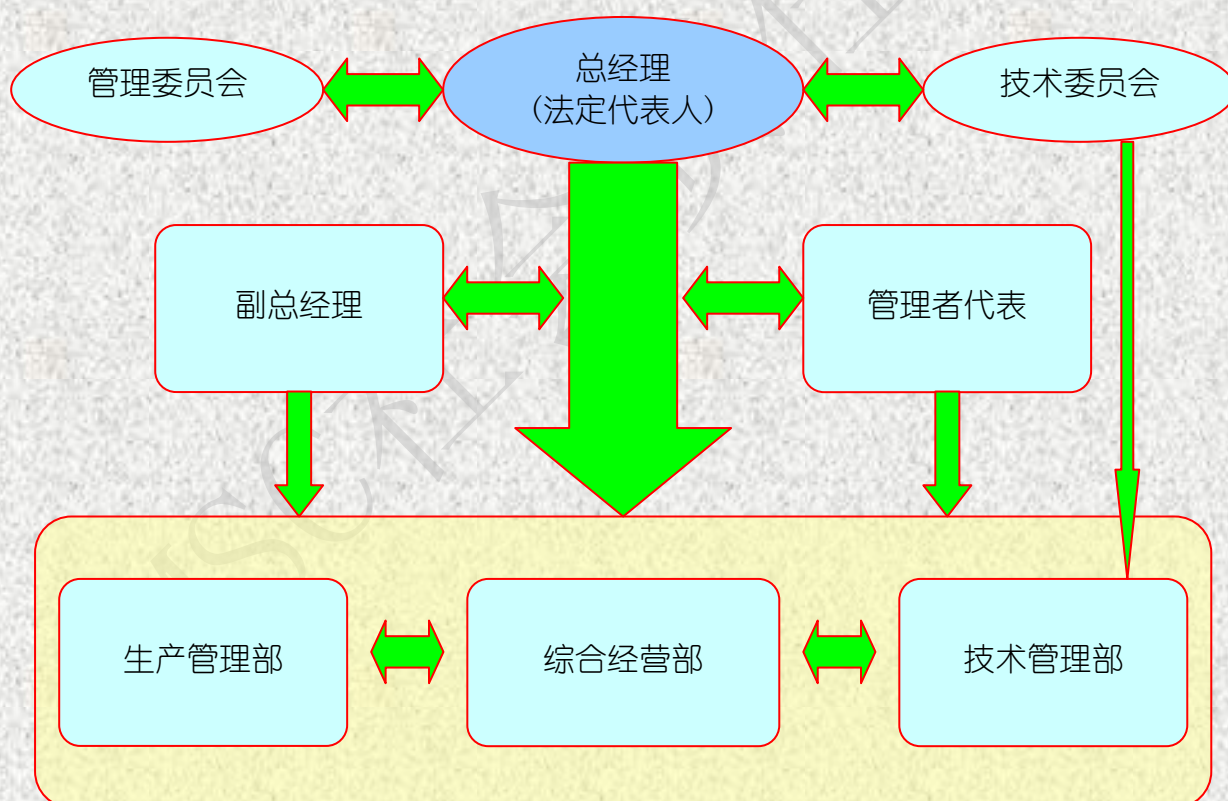 管理委员会
总经理
(法定代表人)
技术委员会
副总经理
管理者代表
生产管理部
综合经营部
技术管理部